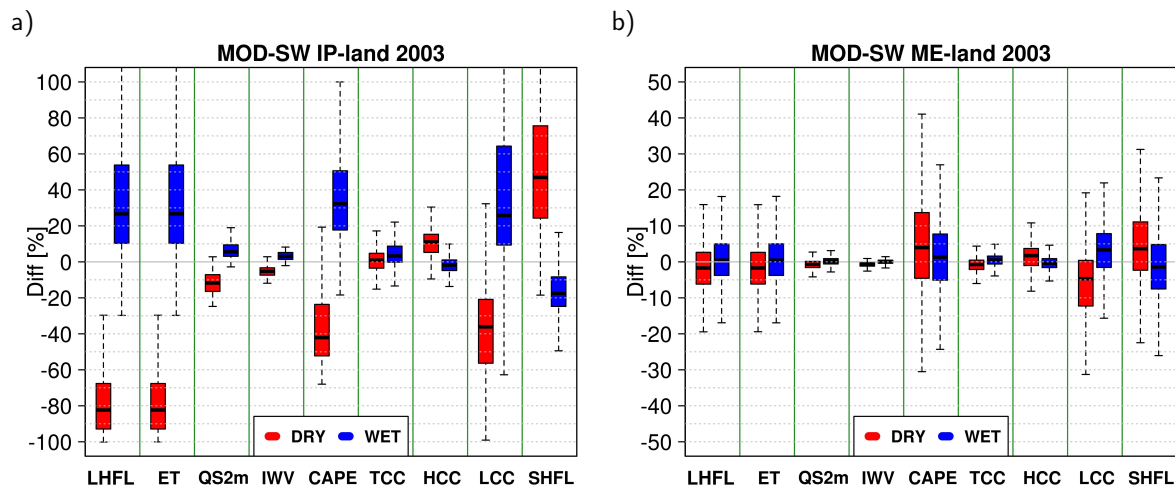 a)
MOD-SW IP-land 2003
Diff [%]
100
80
60
40
20
0
-20
-40
-60
-80
-100
DRY WET
LHFL ET QS2m IWV CAPE TCC HCC LCC SHFL
b)
MOD-SW ME-land 2003
Diff [%]
50
40
30
20
10
0
-10
-20
-30
-40
-50
DRY WET
LHFL ET QS2m IWV CAPE TCC HCC LCC SHFL